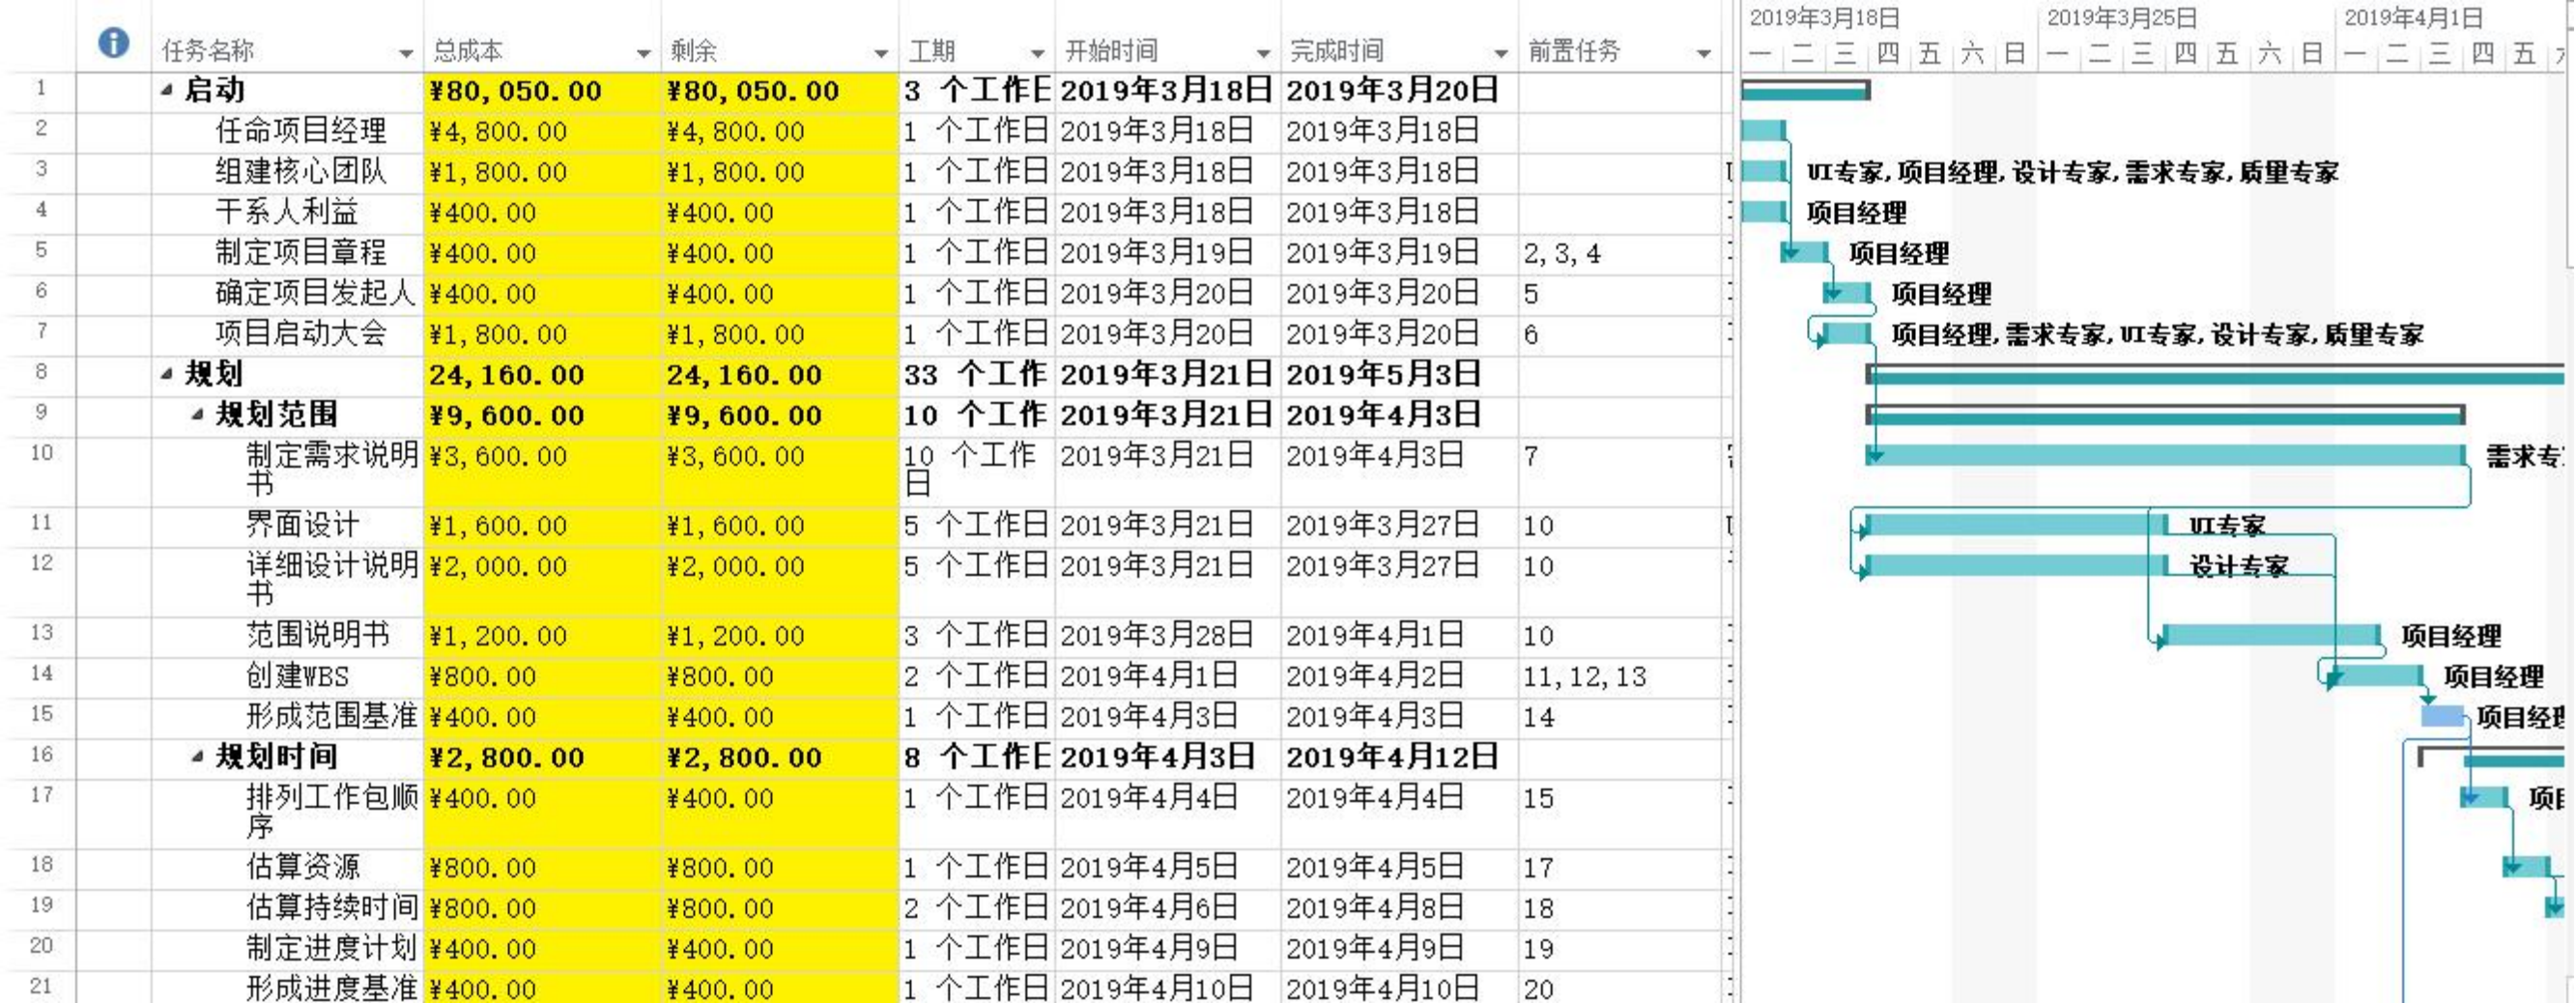 2019年3月18日 2019年3月25日 2019年4月1日
任务名称 总成本 剩余 工期 开始时间 完成时间 前置任务 一 二 三 四 五 六 日 一 二 三 四 五 六 日 一 二 三 四 五
1 启动 ¥80,050.00 ¥80,050.00 3 个工作日 2019年3月18日 2019年3月20日
2 任命项目经理 ¥4,800.00 ¥4,800.00 1 个工作日 2019年3月18日 2019年3月18日
3 组建核心团队 ¥1,800.00 ¥1,800.00 1 个工作日 2019年3月18日 2019年3月18日 UI专家,项目经理,设计专家,需求专家,质量专家
4 干系人利益 ¥400.00 ¥400.00 1 个工作日 2019年3月18日 2019年3月18日 项目经理
5 制定项目章程 ¥400.00 ¥400.00 1 个工作日 2019年3月19日 2019年3月19日 2,3,4 项目经理
6 确定项目发起人 ¥400.00 ¥400.00 1 个工作日 2019年3月20日 2019年3月20日 5 项目经理
7 项目启动大会 ¥1,800.00 ¥1,800.00 1 个工作日 2019年3月20日 2019年3月20日 6 项目经理,需求专家,UI专家,设计专家,质量专家
8 规划 24,160.00 24,160.00 33 个工作 2019年3月21日 2019年5月3日
9 规划范围 ¥9,600.00 ¥9,600.00 10 个工作 2019年3月21日 2019年4月3日
10 制定需求说明 ¥3,600.00 ¥3,600.00 10 个工作 2019年3月21日 2019年4月3日 7 需求专
书 日
11 界面设计 ¥1,600.00 ¥1,600.00 5 个工作日 2019年3月21日 2019年3月27日 10 UI专家
12 详细设计说明 ¥2,000.00 ¥2,000.00 5 个工作日 2019年3月21日 2019年3月27日 10 设计专家
书
13 范围说明书 ¥1,200.00 ¥1,200.00 3 个工作日 2019年3月28日 2019年4月1日 10 项目经理
14 创建WBS ¥800.00 ¥800.00 2 个工作日 2019年4月1日 2019年4月2日 11,12,13 项目经理
15 形成范围基准 ¥400.00 ¥400.00 1 个工作日 2019年4月3日 2019年4月3日 14 项目经理
16 规划时间 ¥2,800.00 ¥2,800.00 8 个工作日 2019年4月3日 2019年4月12日
17 排列工作包顺 ¥400.00 ¥400.00 1 个工作日 2019年4月4日 2019年4月4日 15 项目
序
18 估算资源 ¥800.00 ¥800.00 1 个工作日 2019年4月5日 2019年4月5日 17
19 估算持续时间 ¥800.00 ¥800.00 2 个工作日 2019年4月6日 2019年4月8日 18
20 制定进度计划 ¥400.00 ¥400.00 1 个工作日 2019年4月9日 2019年4月9日 19
21 形成进度基准 ¥400.00 ¥400.00 1 个工作日 2019年4月10日 2019年4月10日 20